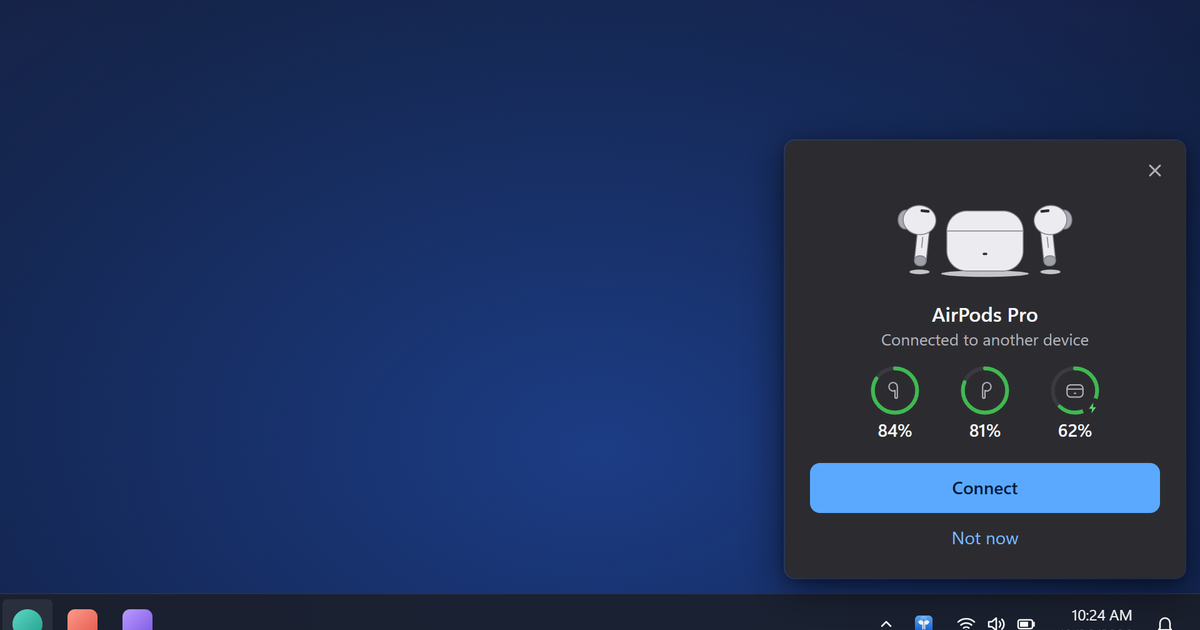 AirPods Pro
Connected to another device
84%
81%
62%
Connect
Not now
10:24 AM